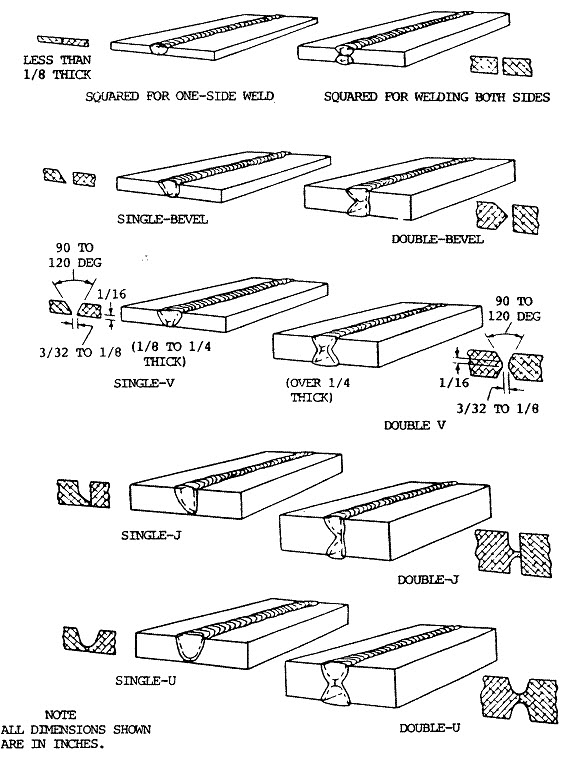 LESS THAN
1/8 THICK
SQUARED FOR ONE-SIDE WELD
SQUARED FOR WELDING BOTH SIDES
SINGLE-BEVEL
DOUBLE-BEVEL
90 TO
120 DEG
1/16
3/32 TO 1/8
(1/8 TO 1/4
THICK)
SINGLE-V
90 TO
120 DEG
(OVER 1/4
THICK)
1/16
3/32 TO 1/8
DOUBLE V
SINGLE-J
DOUBLE-J
SINGLE-U
DOUBLE-U
NOTE
ALL DIMENSIONS SHOWN
ARE IN INCHES.